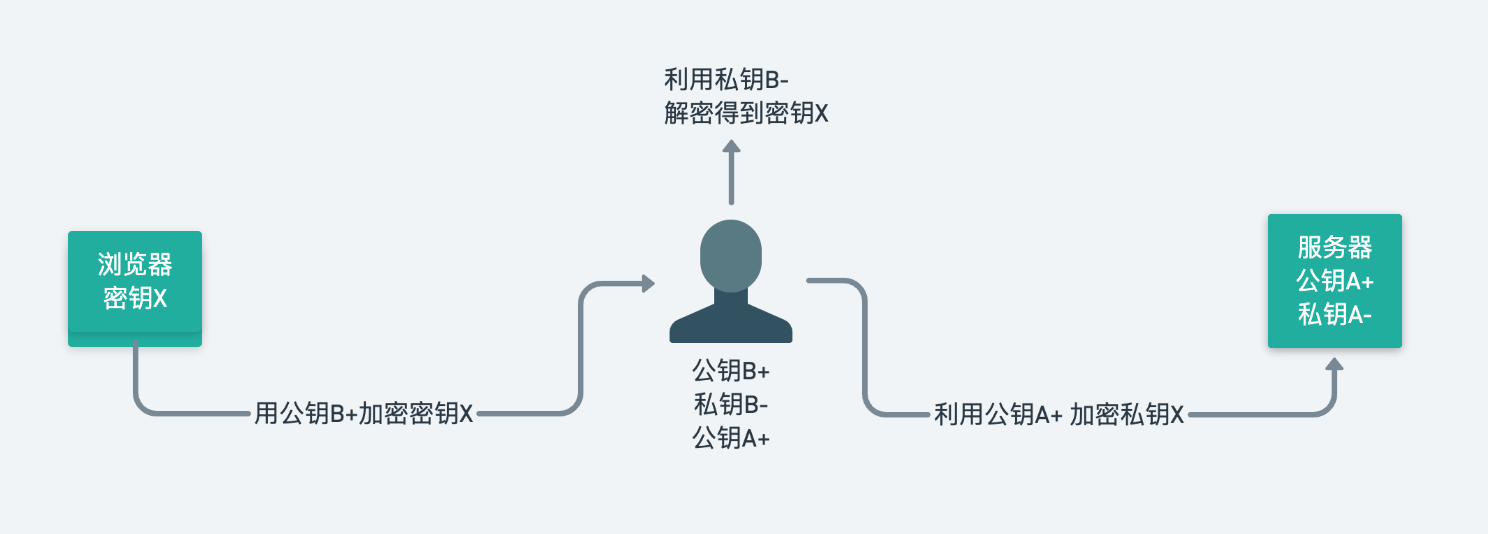 利用私钥B-
解密得到密钥X
浏览器
密钥X
服务器
公钥A+
私钥A-
公钥B+
私钥B-
公钥A+
用公钥B+加密密钥X
利用公钥A+ 加密私钥X